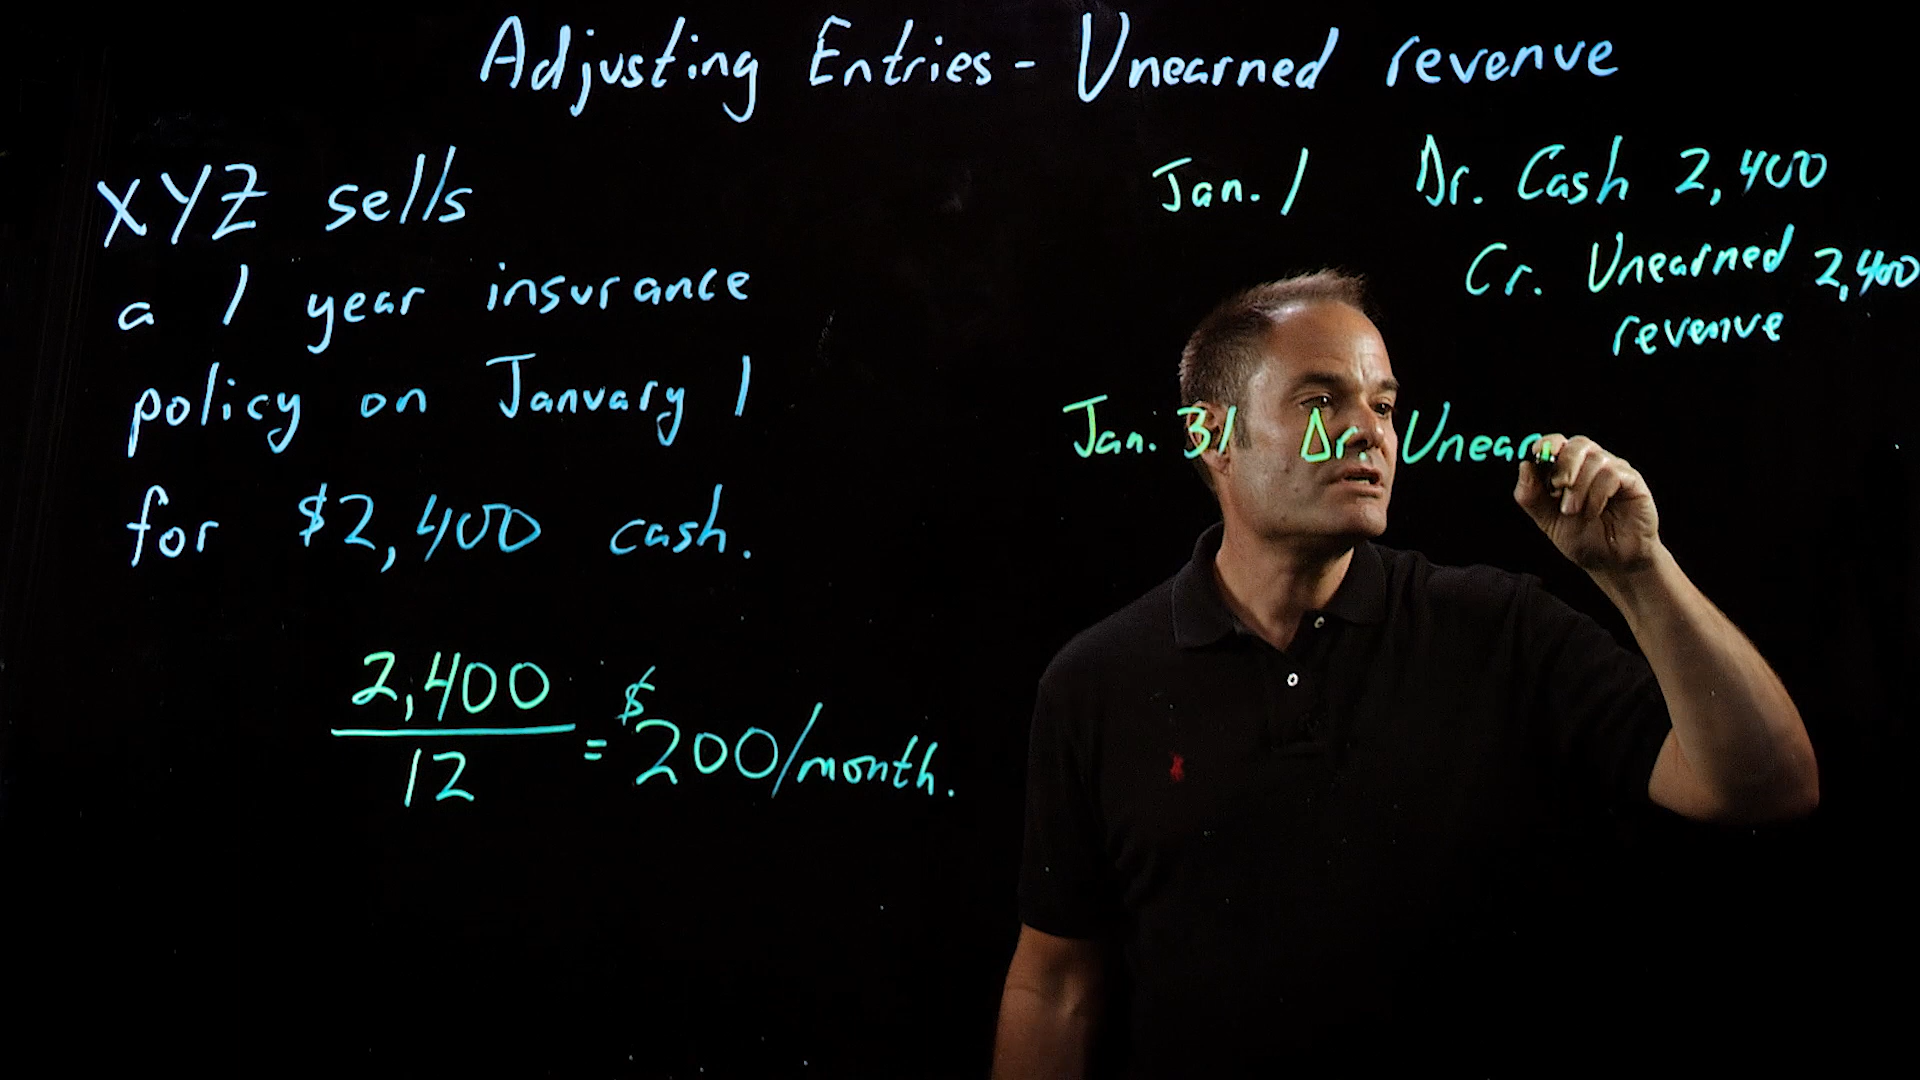 Adjusting Entries - Unearned revenue
XYZ sells
a 1 year insurance
policy on January 1
for $2,400 cash.
2,400
12
= $200/month.
Jan. 1 Dr. Cash 2,400
Cr. Unearned 2,400
revenue
Jan. 31 Dr. Unearn